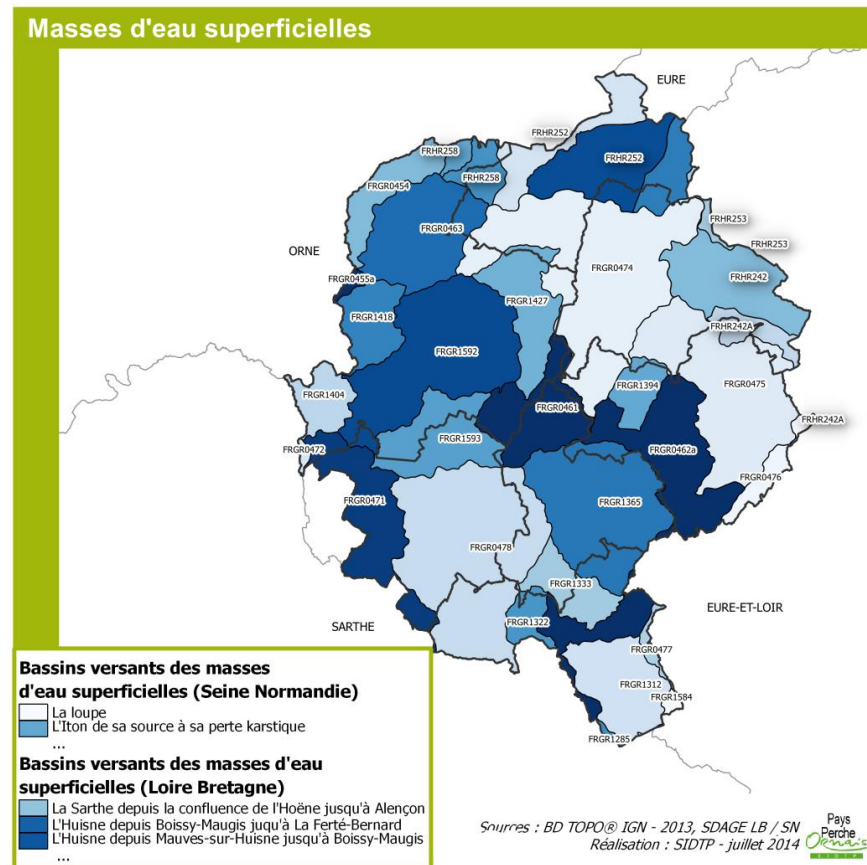 Masses d'eau superficielles
EURE
FRHR252
FRHR258
FRHR252
FRHR258
FRGR0454
FRHR253
FRGR0463
FRHR253
ORNE
FRGR0474
FRHR242
FRGR0455a
FRGR1427
FRGR1418
FRHR242A
FRGR1592
FRGR0475
FRGR1394
FRGR1404
FRGR0461
FRHR242A
FRGR1593
FRGR0472
FRGR0462a
FRGR0476
FRGR0471
FRGR1365
FRGR0478
FRGR1333
EURE-ET-LOIR
SARTHE
FRGR1322
FRGR0477
FRGR1312
FRGR1584
FRGR1285
Bassins versants des masses
d'eau superficielles (Seine Normandie)
La loupe
L'Iton de sa source à sa perte karstique
...
Bassins versants des masses d'eau
superficielles (Loire Bretagne)
La Sarthe depuis la confluence de l'Hoëne jusqu'à Alençon
L'Huisne depuis Boissy-Maugis juqu'à La Ferté-Bernard
L'Huisne depuis Mauves-sur-Huisne jusqu'à Boissy-Maugis
...
Sources : BD TOPO® IGN - 2013, SDAGE LB / SN
Réalisation : SIDTP - juillet 2014
Pays
Perche
Ornais
SIDTP